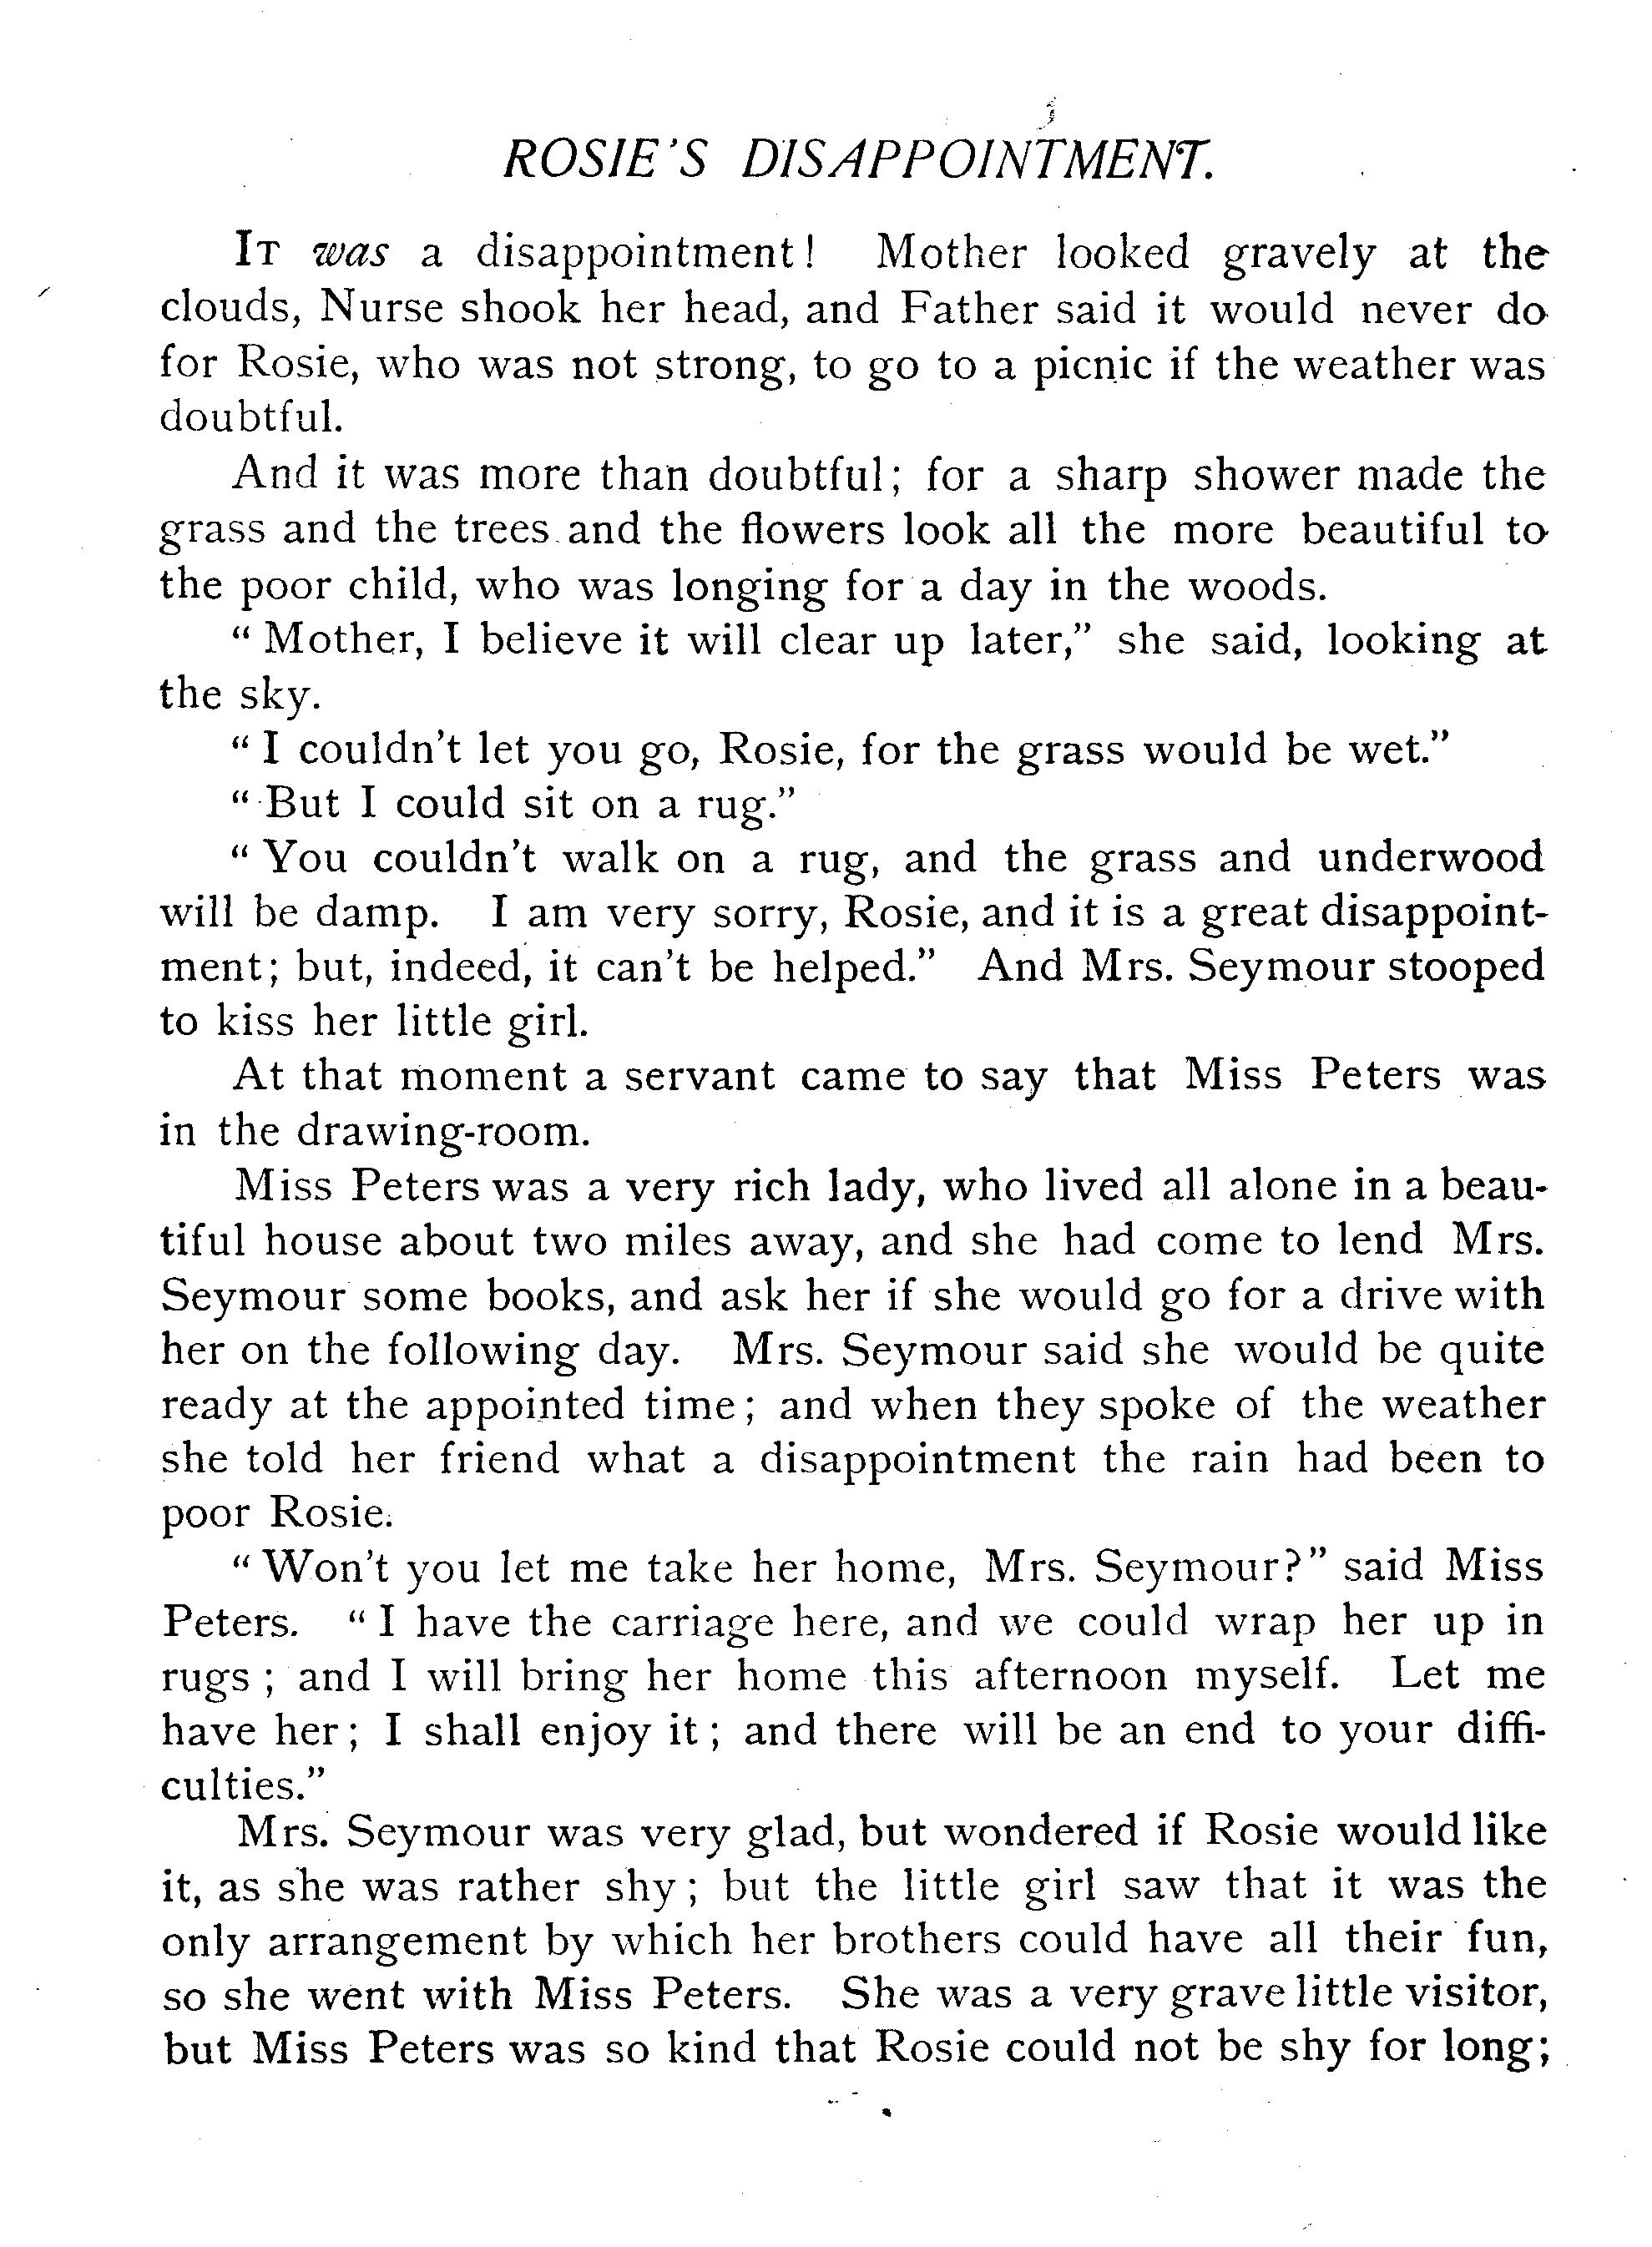 ROSIE'S DISAPPOINTMENT.
IT was a disappointment! Mother looked gravely at the
clouds, Nurse shook her head, and Father said it would never do
for Rosie, who was not strong, to go to a picnic if the weather was
doubtful.
And it was more than doubtful; for a sharp shower made the
grass and the trees and the flowers look all the more beautiful to
the poor child, who was longing for a day in the woods.
“ Mother, I believe it will clear up later,” she said, looking at
the sky.
“ I couldn't let you go, Rosie, for the grass would be wet.”
“ But I could sit on a rug.”
“ You couldn't walk on a rug, and the grass and underwood
will be damp. I am very sorry, Rosie, and it is a great disappoint-
ment; but, indeed, it can't be helped.” And Mrs. Seymour stooped
to kiss her little girl.
At that moment a servant came to say that Miss Peters was
in the drawing-room.
Miss Peters was a very rich lady, who lived all alone in a beau-
tiful house about two miles away, and she had come to lend Mrs.
Seymour some books, and ask her if she would go for a drive with
her on the following day. Mrs. Seymour said she would be quite
ready at the appointed time; and when they spoke of the weather
she told her friend what a disappointment the rain had been to
poor Rosie.
“ Won't you let me take her home, Mrs. Seymour?” said Miss
Peters. “ I have the carriage here, and we could wrap her up in
rugs ; and I will bring her home this afternoon myself. Let me
have her; I shall enjoy it; and there will be an end to your diffi-
culties.”
Mrs. Seymour was very glad, but wondered if Rosie would like
it, as she was rather shy; but the little girl saw that it was the
only arrangement by which her brothers could have all their fun,
so she went with Miss Peters. She was a very grave little visitor,
but Miss Peters was so kind that Rosie could not be shy for long;